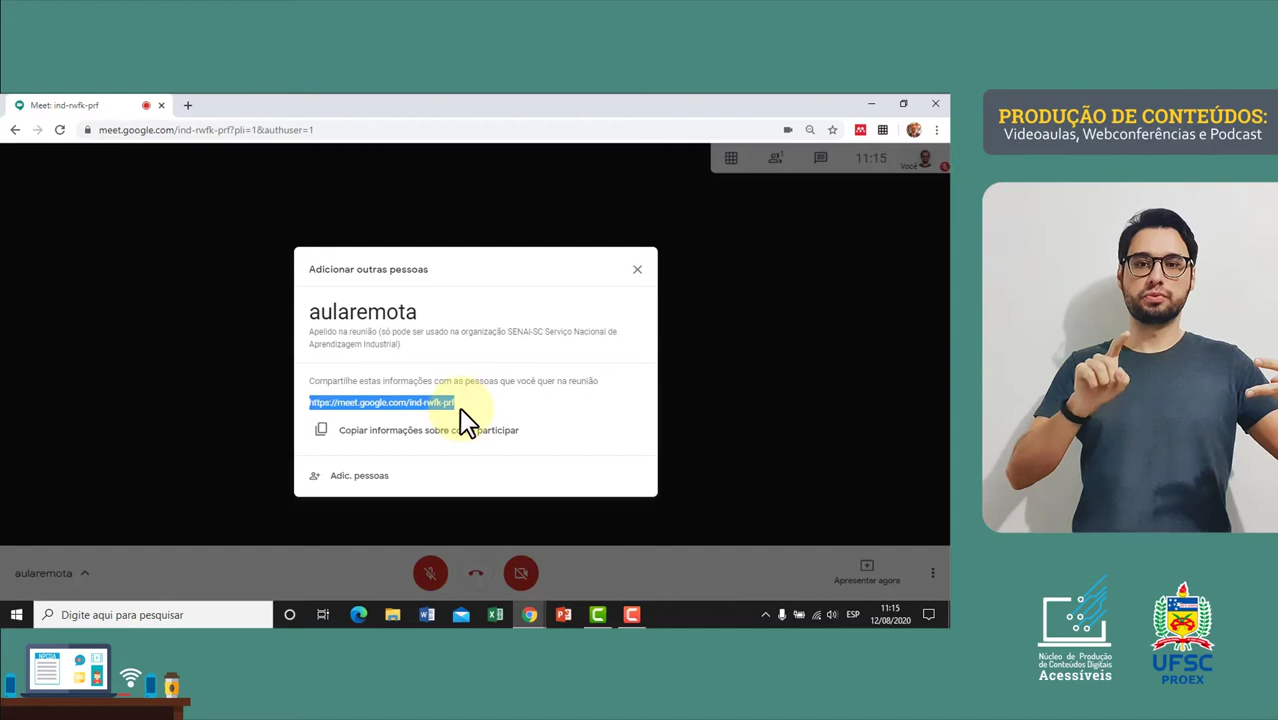 Meet: ind-rwfk-prf
meet.google.com/ind-rwfk-prf?pli=1&authuser=1
11:15
Você
Adicionar outras pessoas
aularemota
Apelido na reunião (só pode ser usado na organização SENAI-SC Serviço Nacional de
Aprendizagem Industrial)
Compartilhe estas informações com as pessoas que você quer na reunião
https://meet.google.com/ind-rwfk-prf
Copiar informações sobre participar
Adic. pessoas
aularemota
Apresentar agora
Digite aqui para pesquisar
ESP
11:15
12/08/2020
PRODUÇÃO DE CONTEÚDOS:
Videoaulas, Webconferências e Podcast
Núcleo de Produção
de Conteúdos Digitais
Acessíveis
UFSC
PROEX
NPCDA